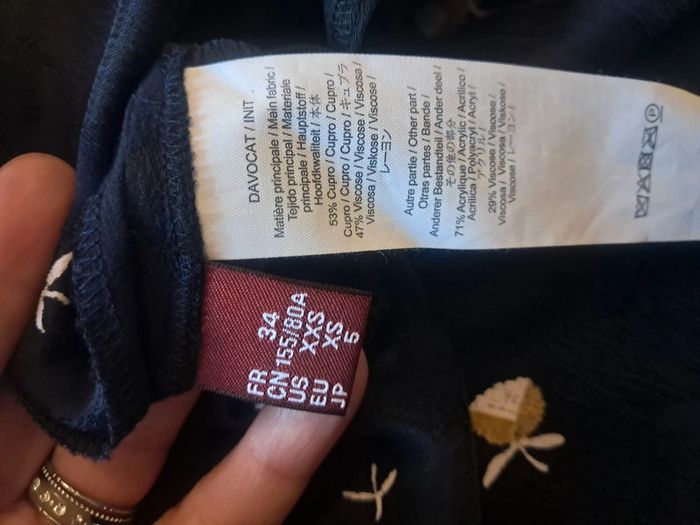 DAVOCAT / INIT
Matière principale / Main fabric /
Tejido principal / Materiale
principale / Hauptstoff /
Hoofdkwaliteit / 本体
53% Cupro / Cupro / Cupro /
Cupro / Cupro / Cupro / キュプラ
47% Viscose / Viscose / Viscosa /
Viscosa / Viskose / Viscose /
レーヨン
Autre partie / Other part /
Otras partes / Bande /
Anderer Bestandteil / Ander deel /
その他の部分
71% Acrylique / Acrylic / Acrilico /
Acrilica / Polyacryl / Acryl /
アクリル /
29% Viscose / Viscose /
Viscosa / Viscosa / Viskose /
Viscose / レーヨン
P
FR 34
CN 155/80A
US XXS
EU XS
JP 5